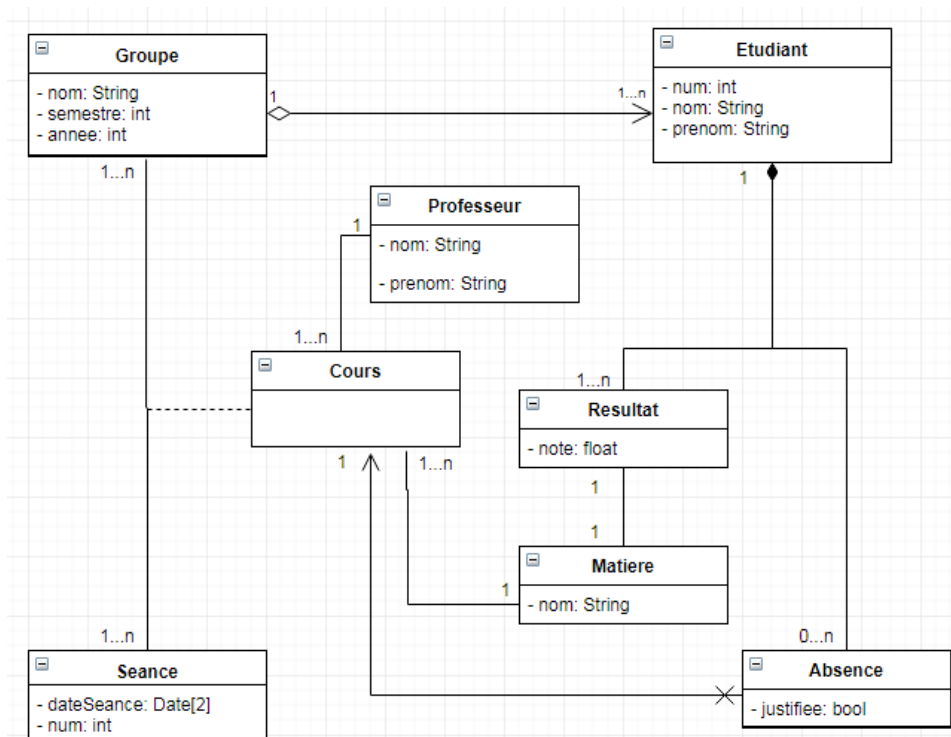 Groupe
- nom: String
- semestre: int
- annee: int
1
1...n
Etudiant
- num: int
- nom: String
- prenom: String
1...n
1
Professeur
- nom: String
- prenom: String
1
1...n
Cours
1
1...n
1...n
Resultat
- note: float
1
1
Matiere
- nom: String
1
1...n
Seance
- dateSeance: Date[2]
- num: int
0...n
Absence
- justifiee: bool